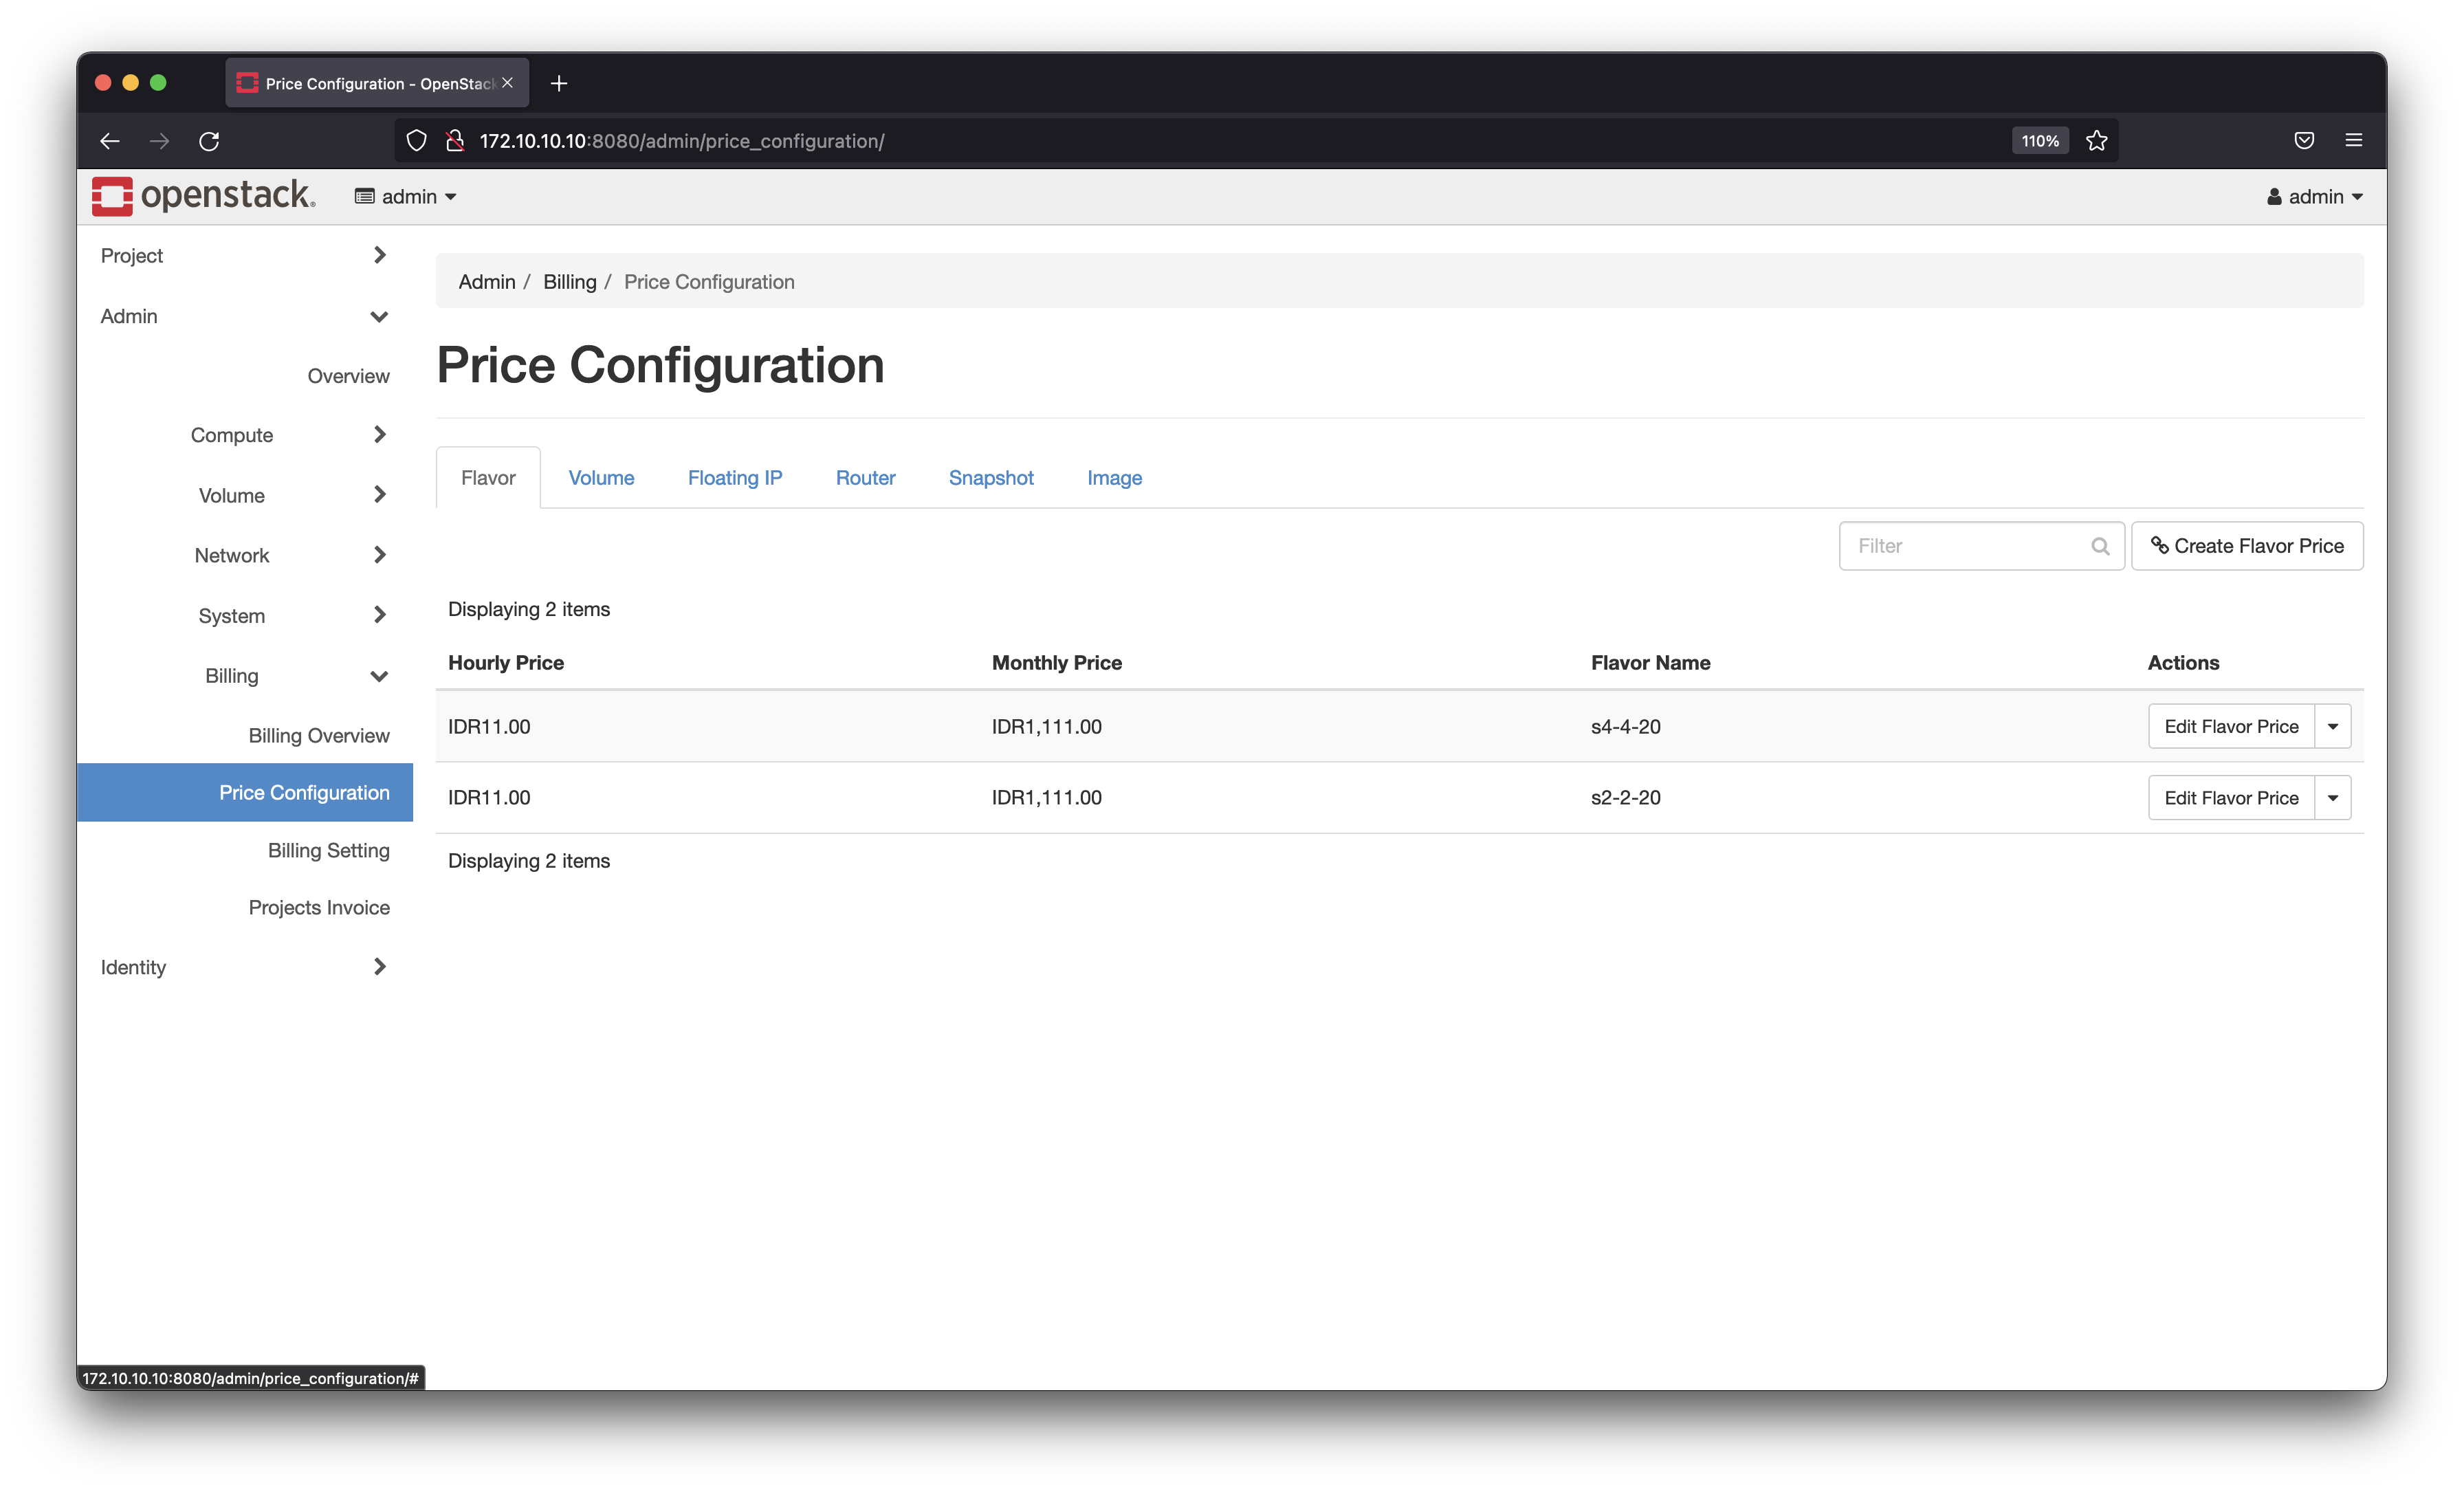 Price Configuration - OpenStack
172.10.10.10:8080/admin/price_configuration/
110%
openstack.
admin
admin
Project
Admin
Overview
Compute
Volume
Network
System
Billing
Billing Overview
Price Configuration
Billing Setting
Projects Invoice
Identity
Admin / Billing / Price Configuration
Price Configuration
Flavor Volume Floating IP Router Snapshot Image
Filter
Create Flavor Price
Displaying 2 items
Hourly Price Monthly Price Flavor Name Actions
IDR11.00 IDR1,111.00 s4-4-20 Edit Flavor Price
IDR11.00 IDR1,111.00 s2-2-20 Edit Flavor Price
Displaying 2 items
172.10.10.10:8080/admin/price_configuration/#